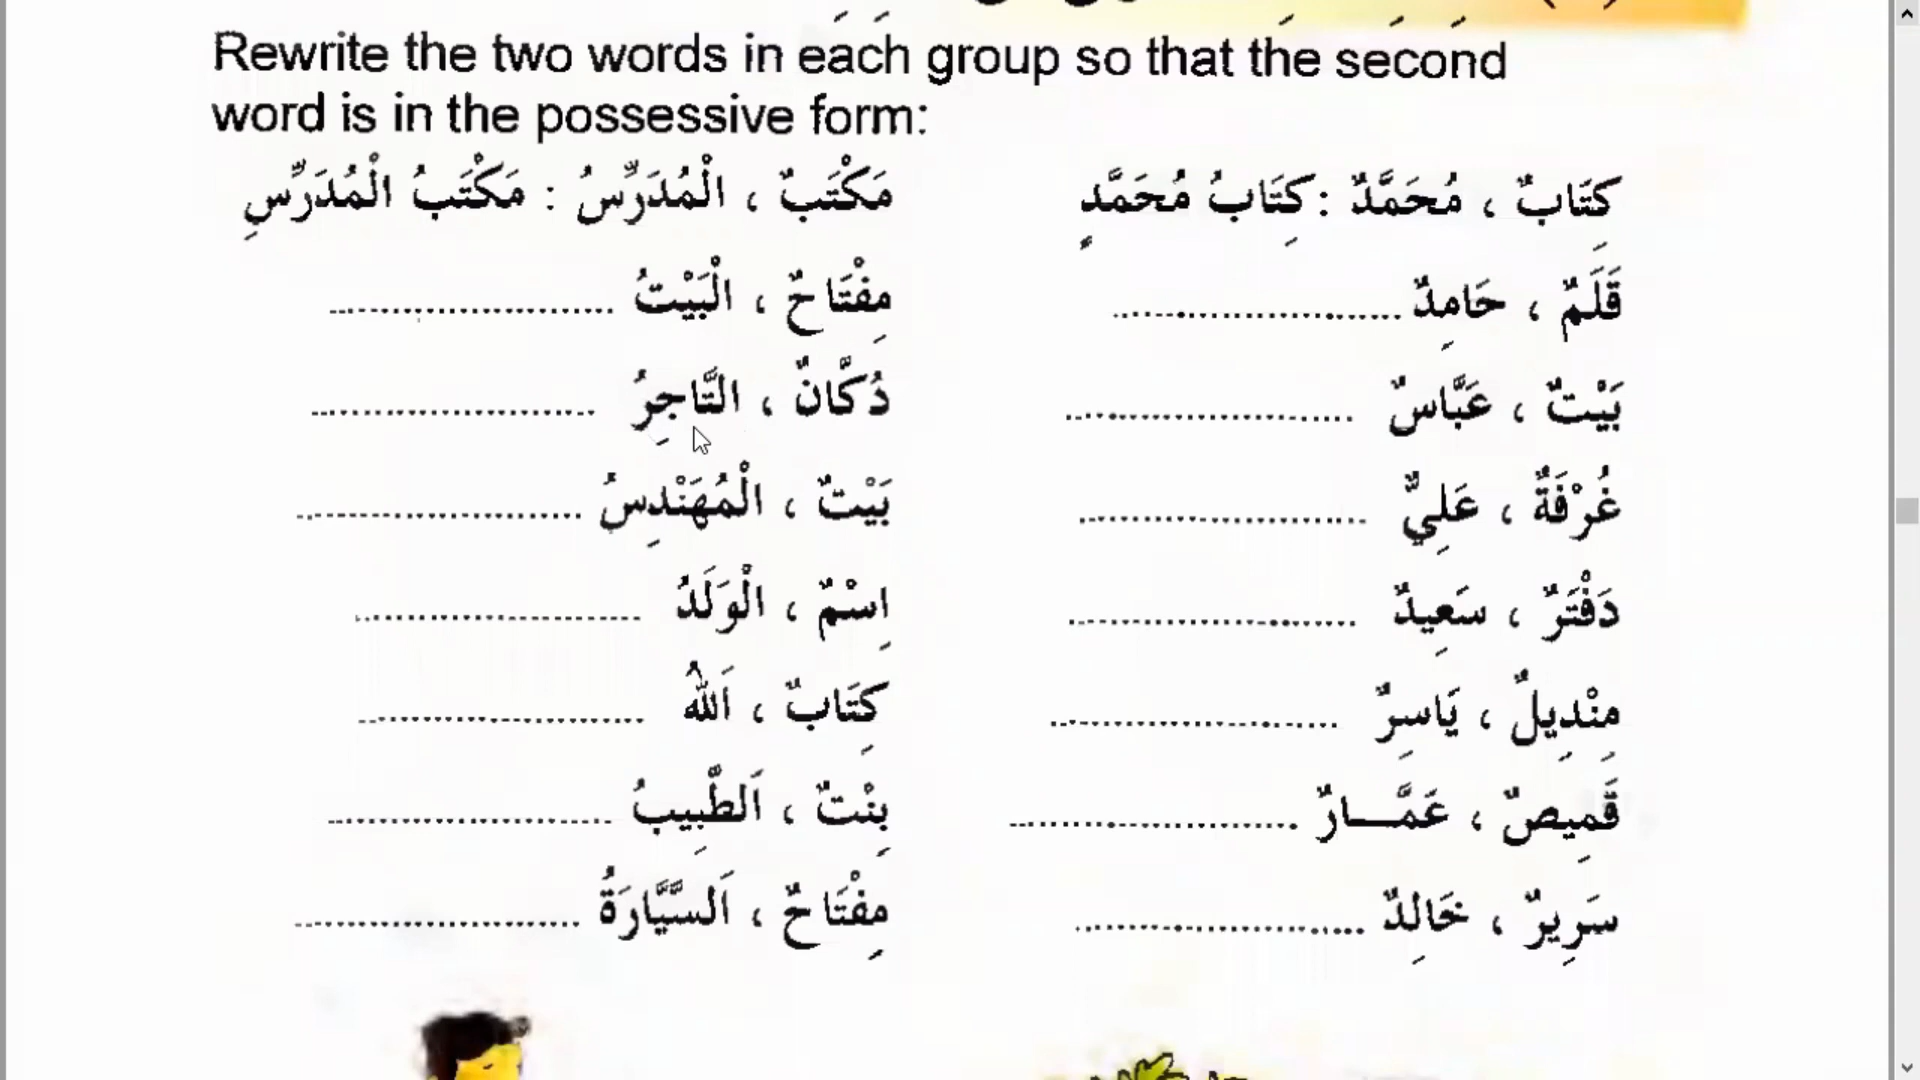 Rewrite the two words in each group so that the second
word is in the possessive form:
كِتَابٌ ، مُحَمَّدٌ : كِتَابُ مُحَمَّدٍ مَكْتَبٌ ، الْمُدَرِّسُ : مَكْتَبُ الْمُدَرِّسِ
قَلَمٌ ، حَامِدٌ ............................ مِفْتَاحٌ ، الْبَيْتُ ............................
بَيْتٌ ، عَبَّاسٌ ............................ دُكَّانٌ ، التَّاجِرُ ............................
غُرْفَةٌ ، عَلِيٌّ ............................ بَيْتٌ ، الْمُهَنْدِسُ ............................
دَفْتَرٌ ، سَعِيدٌ ............................ اِسْمٌ ، الْوَلَدُ ............................
مِنْدِيلٌ ، يَاسِرٌ ............................ كِتَابٌ ، اَللهُ ............................
قَمِيصٌ ، عَمَّـــارٌ ............................ بِنْتٌ ، اَلطَّبِيبُ ............................
سَرِيرٌ ، خَالِدٌ ............................ مِفْتَاحٌ ، اَلسَّيَّارَةُ ............................